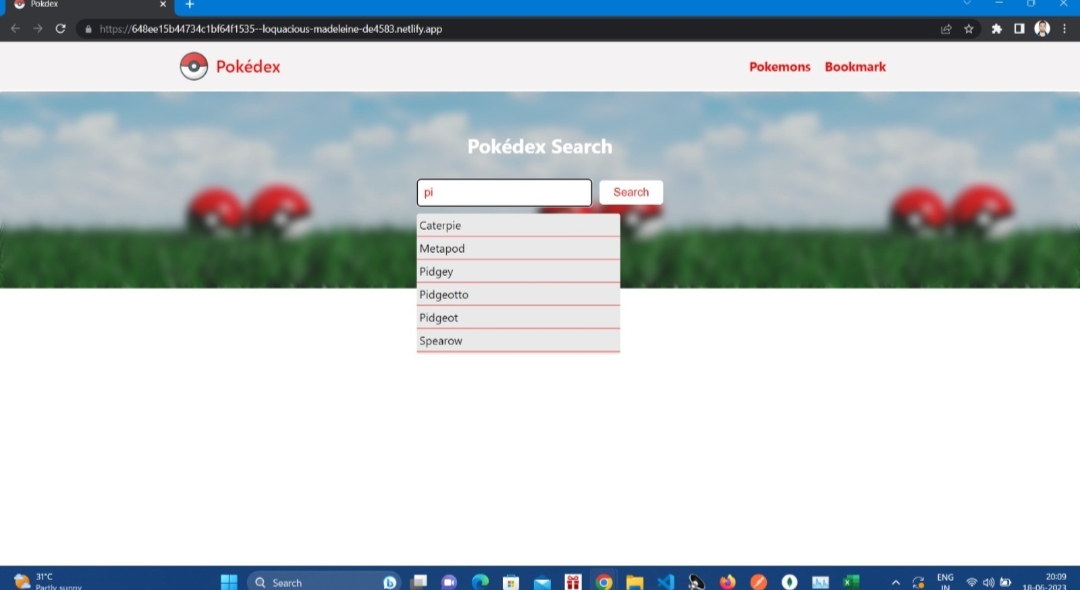 Pokdex
https://648ee15b44734c1bf64f1535--loquacious-madeleine-de4583.netlify.app
Pokédex
Pokemons Bookmark
Pokédex Search
pi Search
Caterpie
Metapod
Pidgey
Pidgeotto
Pidgeot
Spearow
31°C
Partly sunny
Search
ENG
IN
20:09
18-06-2023